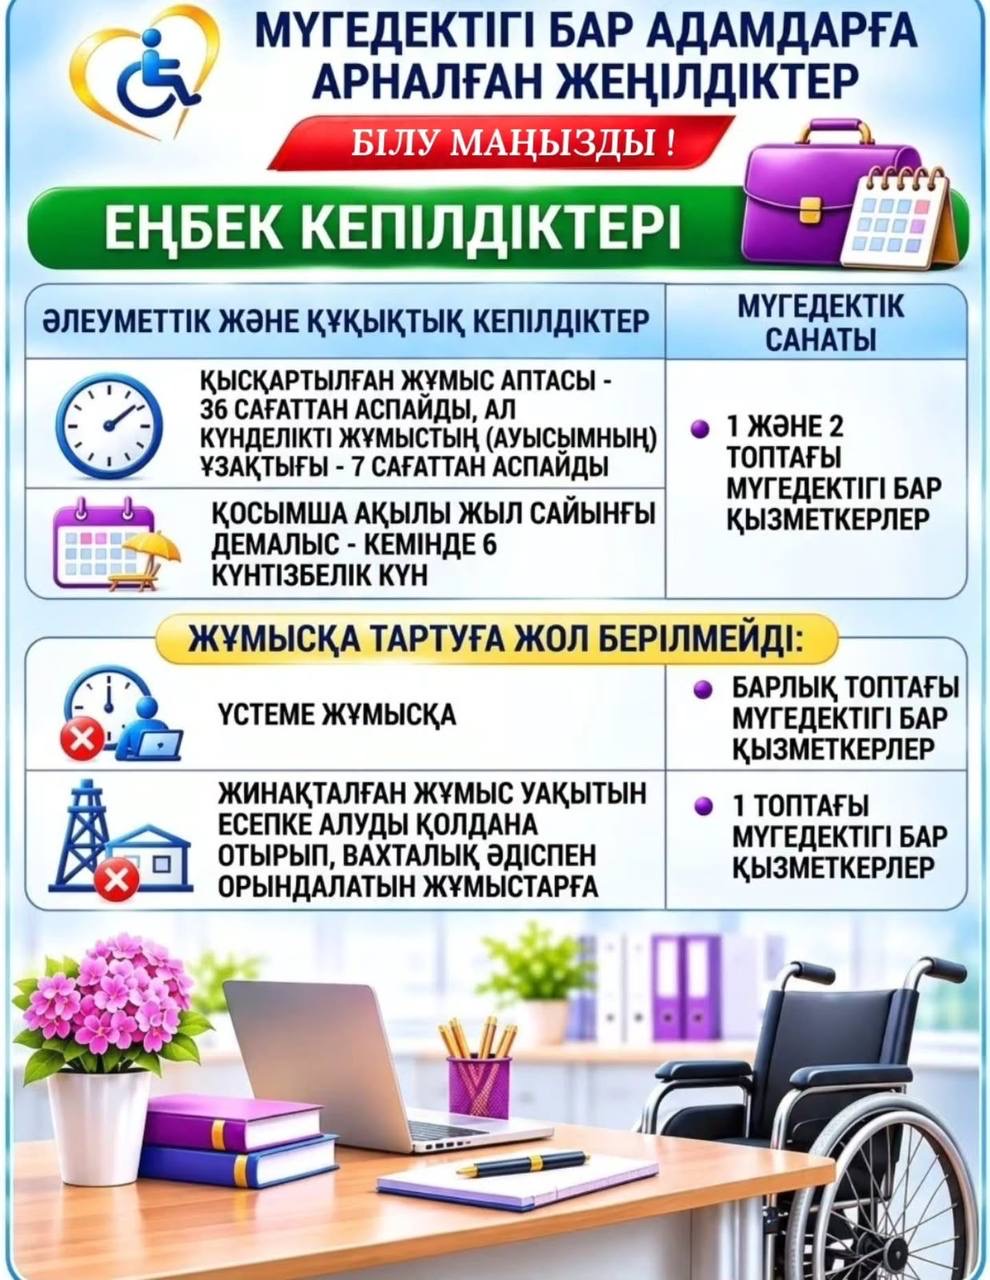 МҮГЕДЕКТІГІ БАР АДАМДАРҒА
АРНАЛҒАН ЖЕҢІЛДІКТЕР
БІЛУ МАҢЫЗДЫ !
ЕҢБЕК КЕПІЛДІКТЕРІ
ӘЛЕУМЕТТІК ЖӘНЕ ҚҰҚЫҚТЫҚ КЕПІЛДІКТЕР
МҮГЕДЕКТІК
САНАТЫ
ҚЫСҚАРТЫЛҒАН ЖҰМЫС АПТАСЫ -
36 САҒАТТАН АСПАЙДЫ, АЛ
КҮНДЕЛІКТІ ЖҰМЫСТЫҢ (АУЫСЫМНЫҢ)
ҰЗАҚТЫҒЫ - 7 САҒАТТАН АСПАЙДЫ
ҚОСЫМША АҚЫЛЫ ЖЫЛ САЙЫНҒЫ
ДЕМАЛЫС - КЕМІНДЕ 6
КҮНТІЗБЕЛІК КҮН
1 ЖӘНЕ 2
ТОПТАҒЫ
МҮГЕДЕКТІГІ БАР
ҚЫЗМЕТКЕРЛЕР
ЖҰМЫСҚА ТАРТУҒА ЖОЛ БЕРІЛМЕЙДІ:
ҮСТЕМЕ ЖҰМЫСҚА
БАРЛЫҚ ТОПТАҒЫ
МҮГЕДЕКТІГІ БАР
ҚЫЗМЕТКЕРЛЕР
ЖИНАҚТАЛҒАН ЖҰМЫС УАҚЫТЫН
ЕСЕПКЕ АЛУДЫ ҚОЛДАНА
ОТЫРЫП, ВАХТАЛЫҚ ӘДІСПЕН
ОРЫНДАЛАТЫН ЖҰМЫСТАРҒА
1 ТОПТАҒЫ
МҮГЕДЕКТІГІ БАР
ҚЫЗМЕТКЕРЛЕР